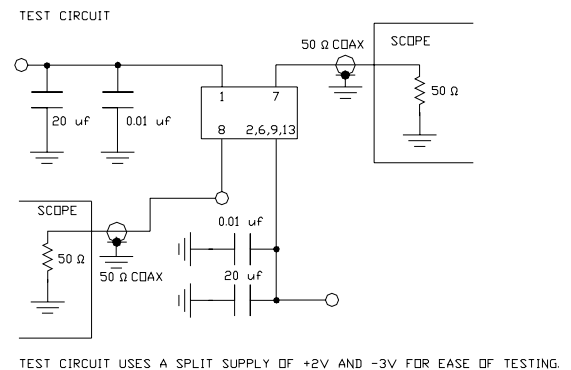 TEST CIRCUIT
50 Ω COAX
SCOPE
50 Ω
1
7
20 uf
0.01 uf
8
2,6,9,13
SCOPE
50 Ω
50 Ω COAX
0.01 uf
20 uf
TEST CIRCUIT USES A SPLIT SUPPLY OF +2V AND -3V FOR EASE OF TESTING.